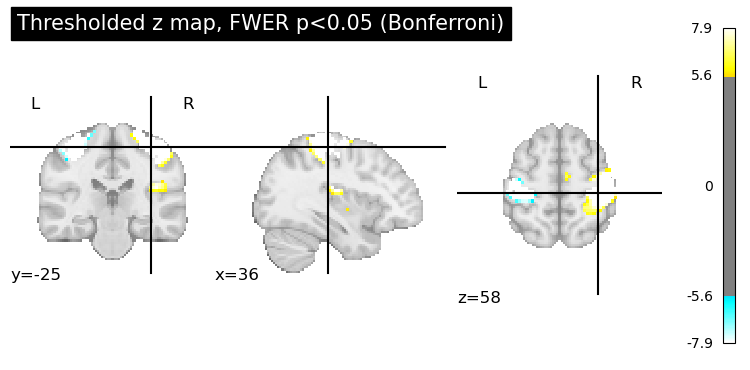 Thresholded z map, FWER p<0.05 (Bonferroni)
L
R
L
R
y=-25
x=36
z=58
7.9
5.6
0
-5.6
-7.9